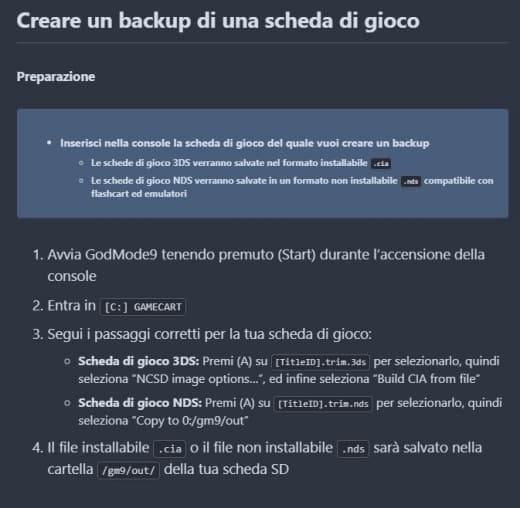 Creare un backup di una scheda di gioco
Preparazione
• Inserisci nella console la scheda di gioco del quale vuoi creare un backup
◦ Le schede di gioco 3DS verranno salvate nel formato installabile .cia
◦ Le schede di gioco NDS verranno salvate in un formato non installabile .nds compatibile con
flashcart ed emulatori
1. Avvia GodMode9 tenendo premuto (Start) durante l'accensione della
console
2. Entra in [C:] GAMECART
3. Segui i passaggi corretti per la tua scheda di gioco:
◦ Scheda di gioco 3DS: Premi (A) su [TitleID].trim.3ds per selezionarlo, quindi
seleziona "NCSD image options…", ed infine seleziona "Build CIA from file"
◦ Scheda di gioco NDS: Premi (A) su [TitleID].trim.nds per selezionarlo, quindi
seleziona "Copy to 0:/gm9/out"
4. Il file installabile .cia o il file non installabile .nds sarà salvato nella
cartella /gm9/out/ della tua scheda SD